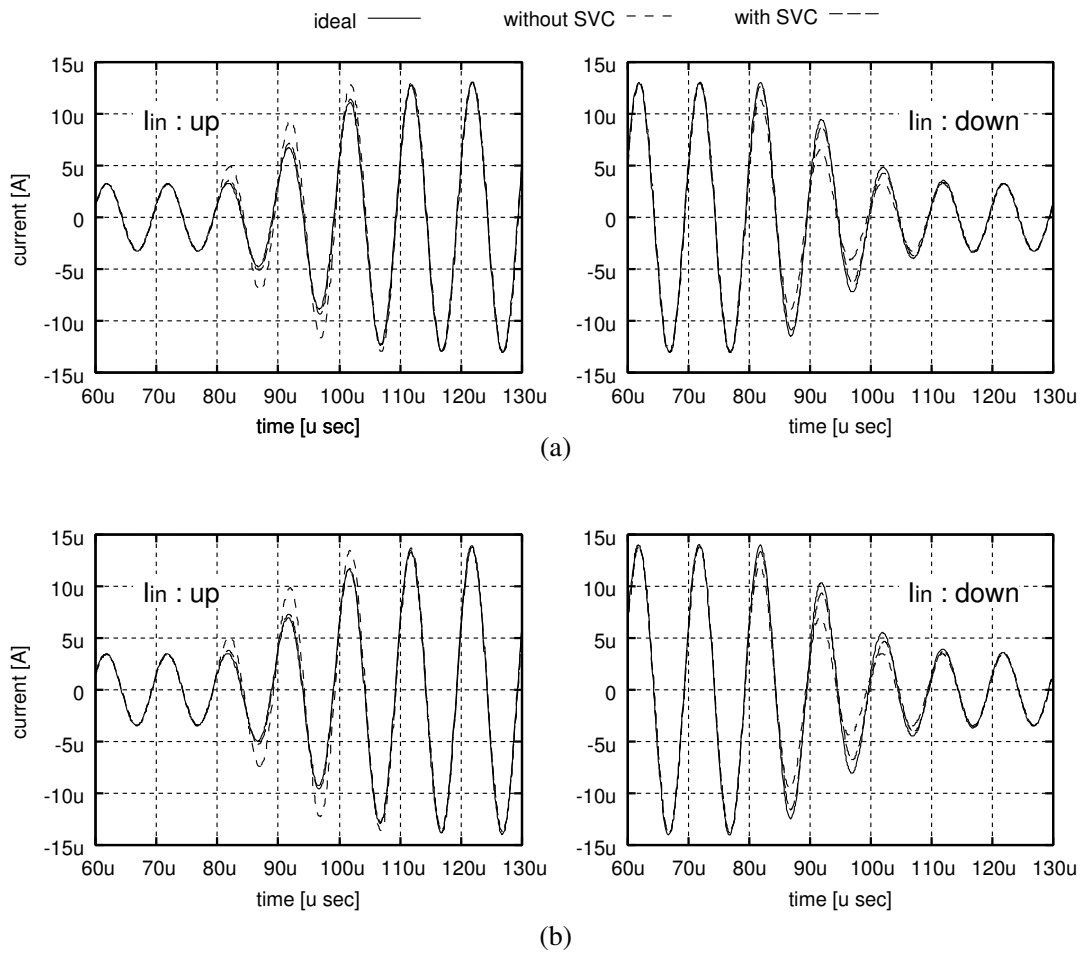 ideal without SVC with SVC
15u
10u
5u
0
-5u
-10u
-15u
current [A]
Iin : up
60u 70u 80u 90u 100u 110u 120u 130u
time [u sec]
15u
10u
5u
0
-5u
-10u
-15u
Iin : down
60u 70u 80u 90u 100u 110u 120u 130u
time [u sec]
(a)
15u
10u
5u
0
-5u
-10u
-15u
current [A]
Iin : up
60u 70u 80u 90u 100u 110u 120u 130u
time [u sec]
15u
10u
5u
0
-5u
-10u
-15u
Iin : down
60u 70u 80u 90u 100u 110u 120u 130u
time [u sec]
(b)